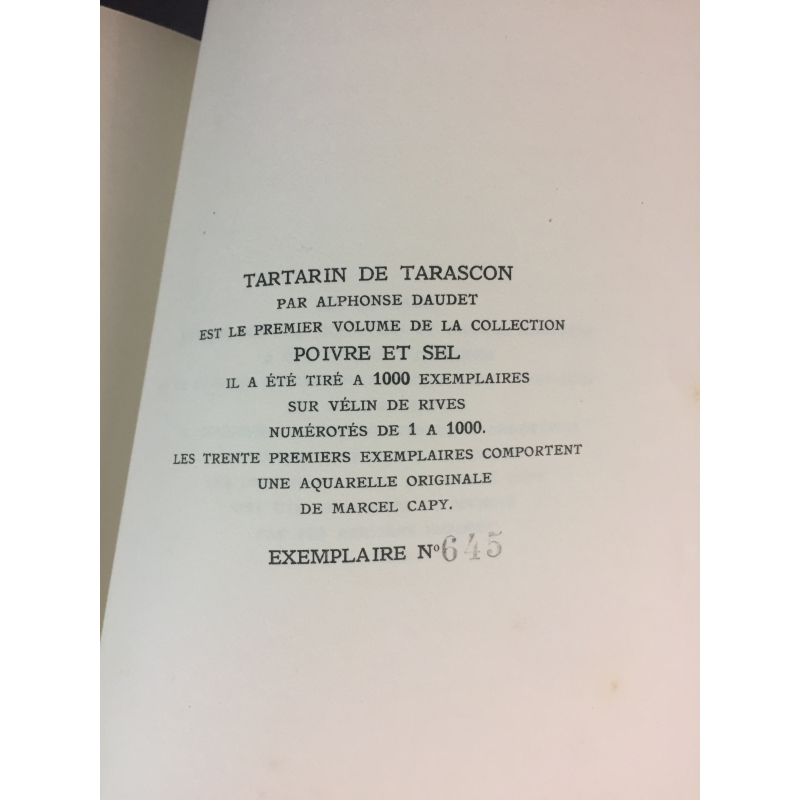 TARTARIN DE TARASCON
PAR ALPHONSE DAUDET
EST LE PREMIER VOLUME DE LA COLLECTION
POIVRE ET SEL
IL A ÉTÉ TIRÉ A 1000 EXEMPLAIRES
SUR VÉLIN DE RIVES
NUMÉROTÉS DE 1 A 1000.
LES TRENTE PREMIERS EXEMPLAIRES COMPORTENT
UNE AQUARELLE ORIGINALE
DE MARCEL CAPY.
EXEMPLAIRE Nº 645